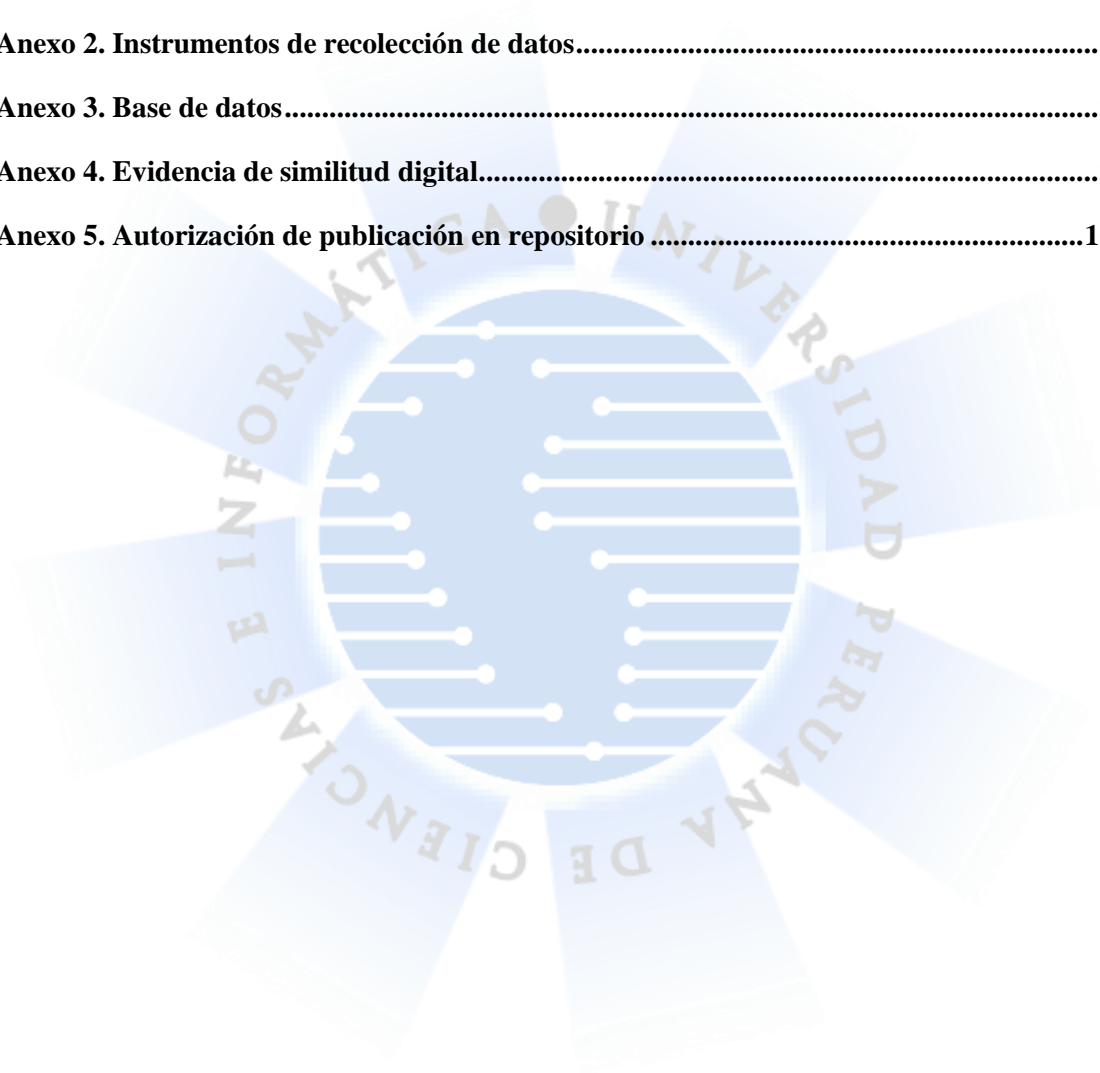 Anexo 2. Instrumentos de recolección de datos.......................................................................
Anexo 3. Base de datos...............................................................................................................
Anexo 4. Evidencia de similitud digital....................................................................................
Anexo 5. Autorización de publicación en repositorio ...........................................................1
UNIVERSIDAD PERUANA DE CIENCIAS E INFORMÁTICA